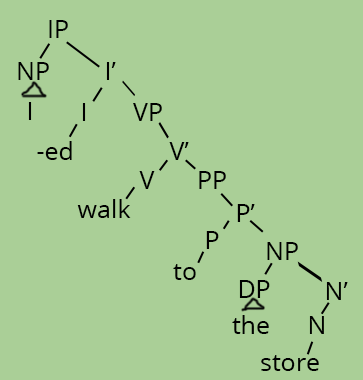 IP
NP I’
I I VP
-ed V’
V PP
walk P’
P NP
to DP N’
the N
store